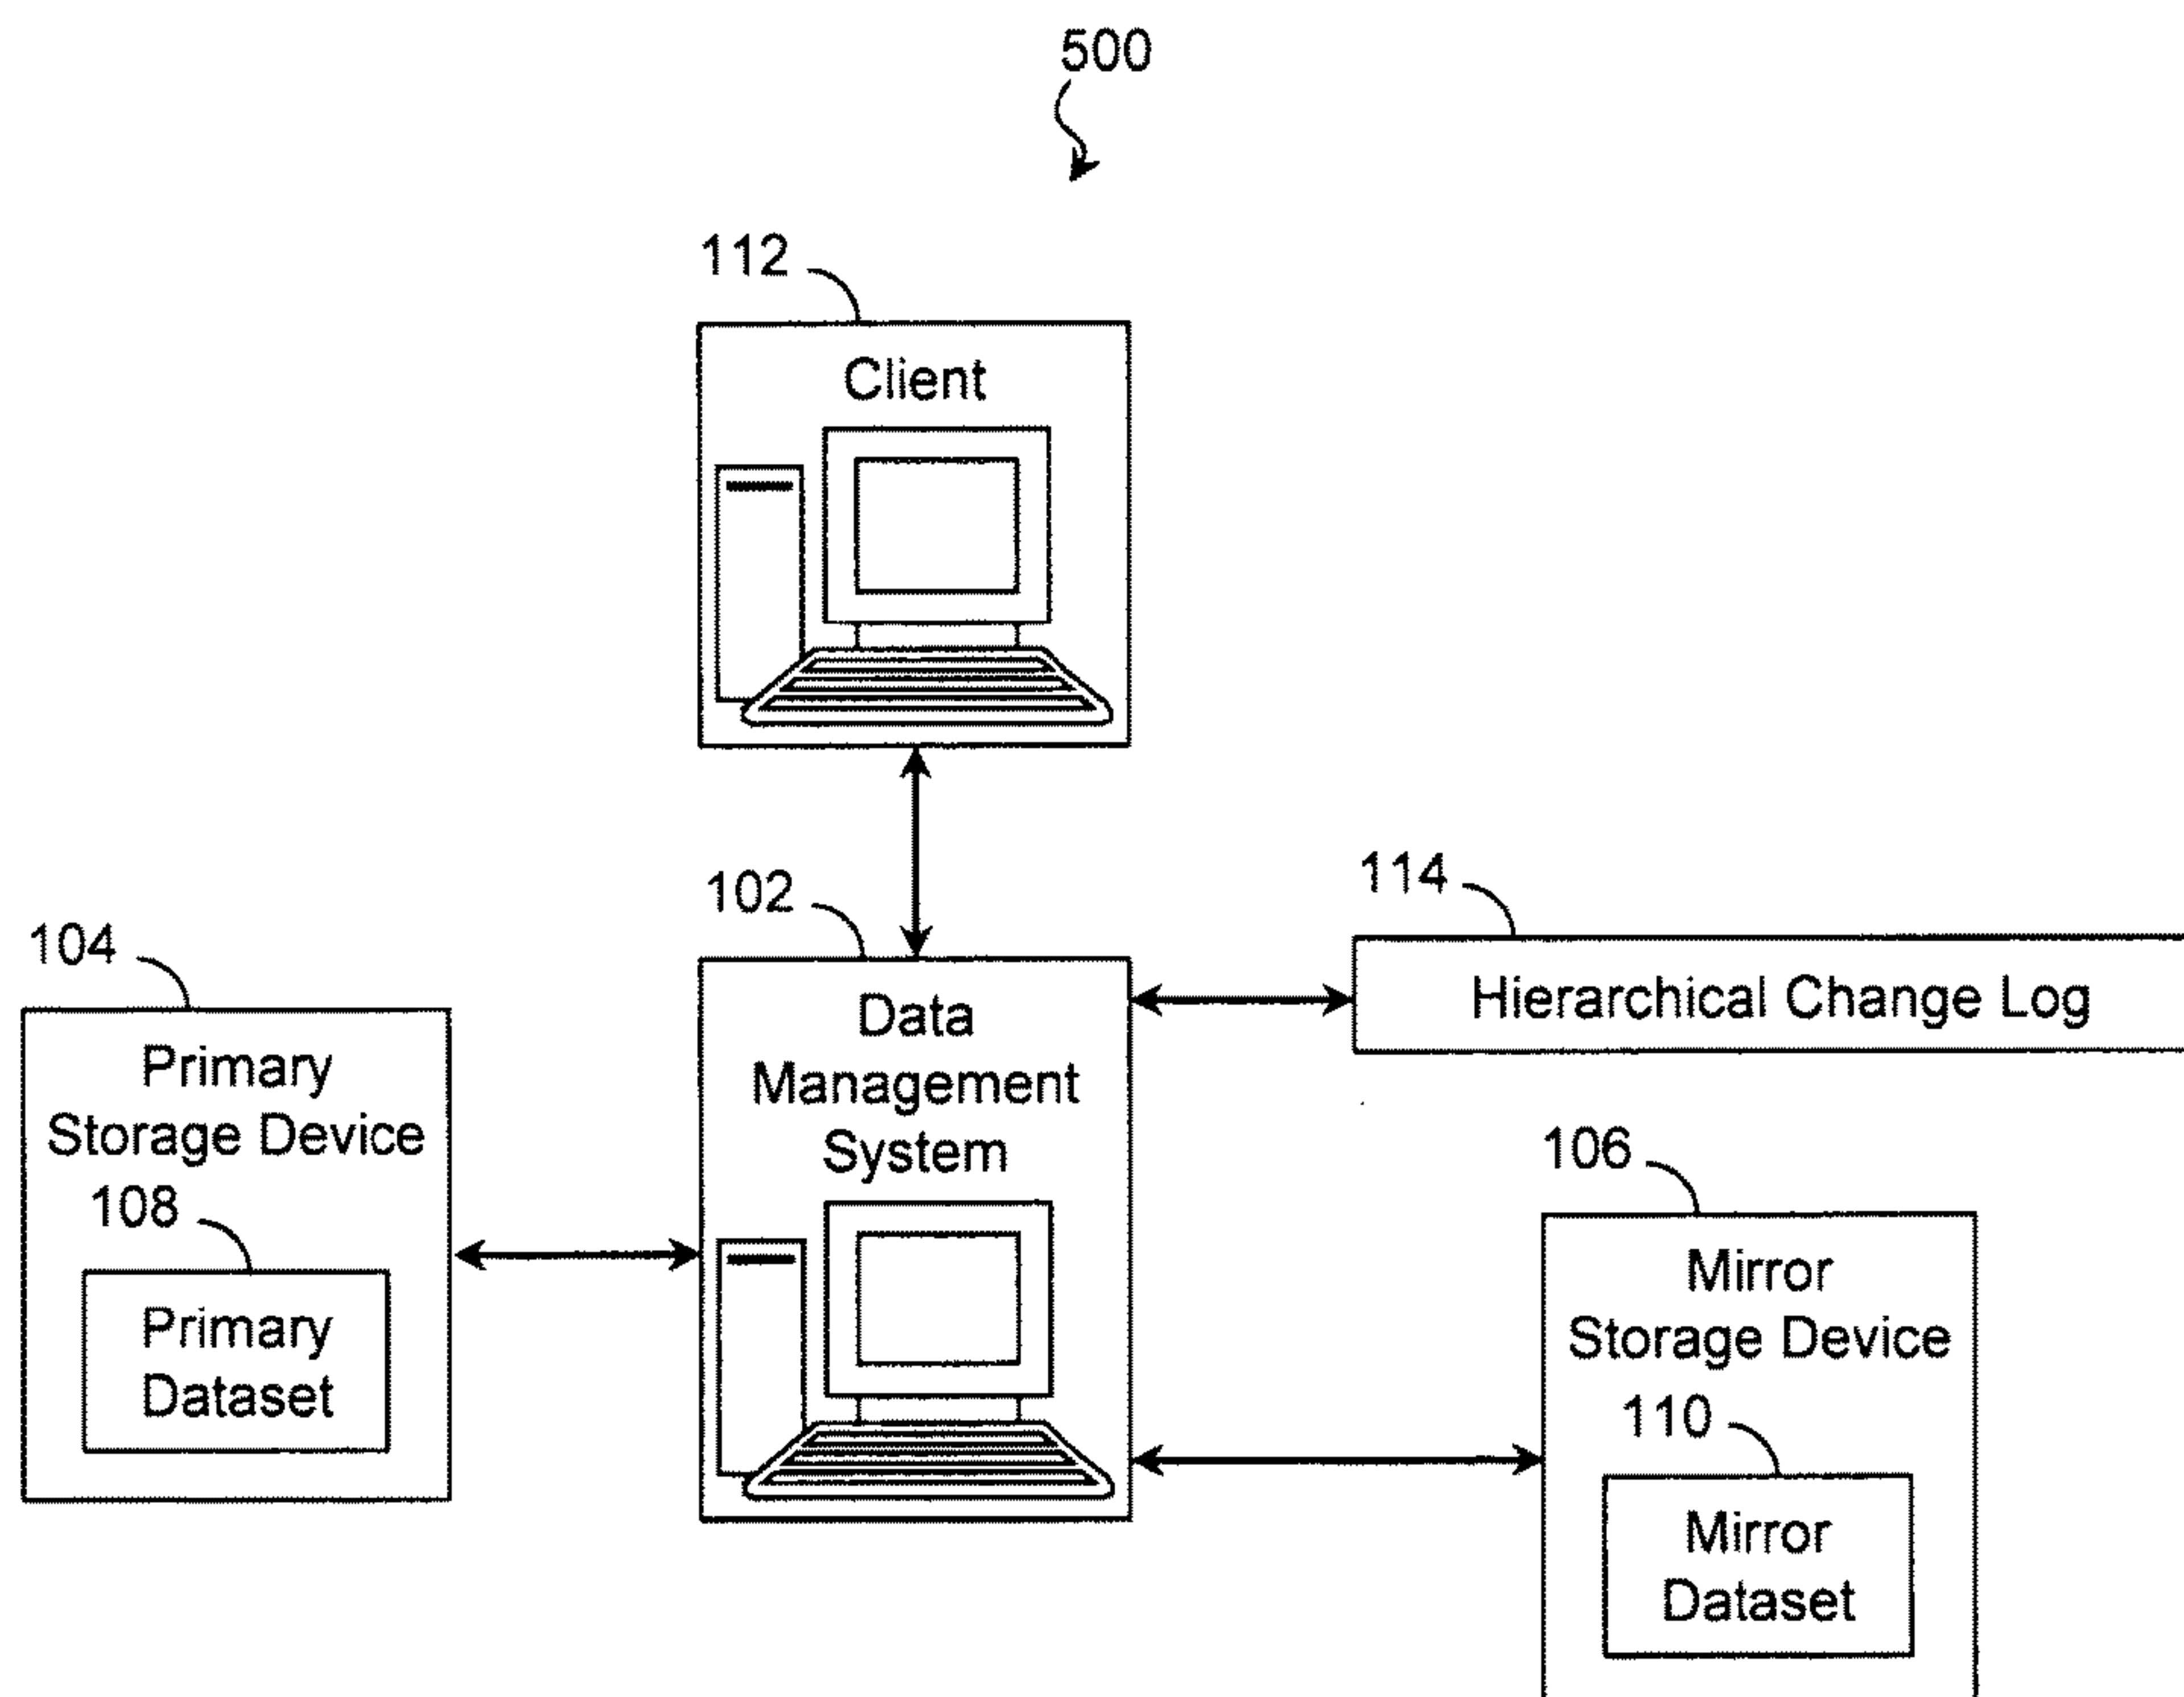 500
112
Client
102
114
104
Data
Management
System
Hierarchical Change Log
Primary
Storage Device
106
108
Mirror
Storage Device
Primary
Dataset
110
Mirror
Dataset